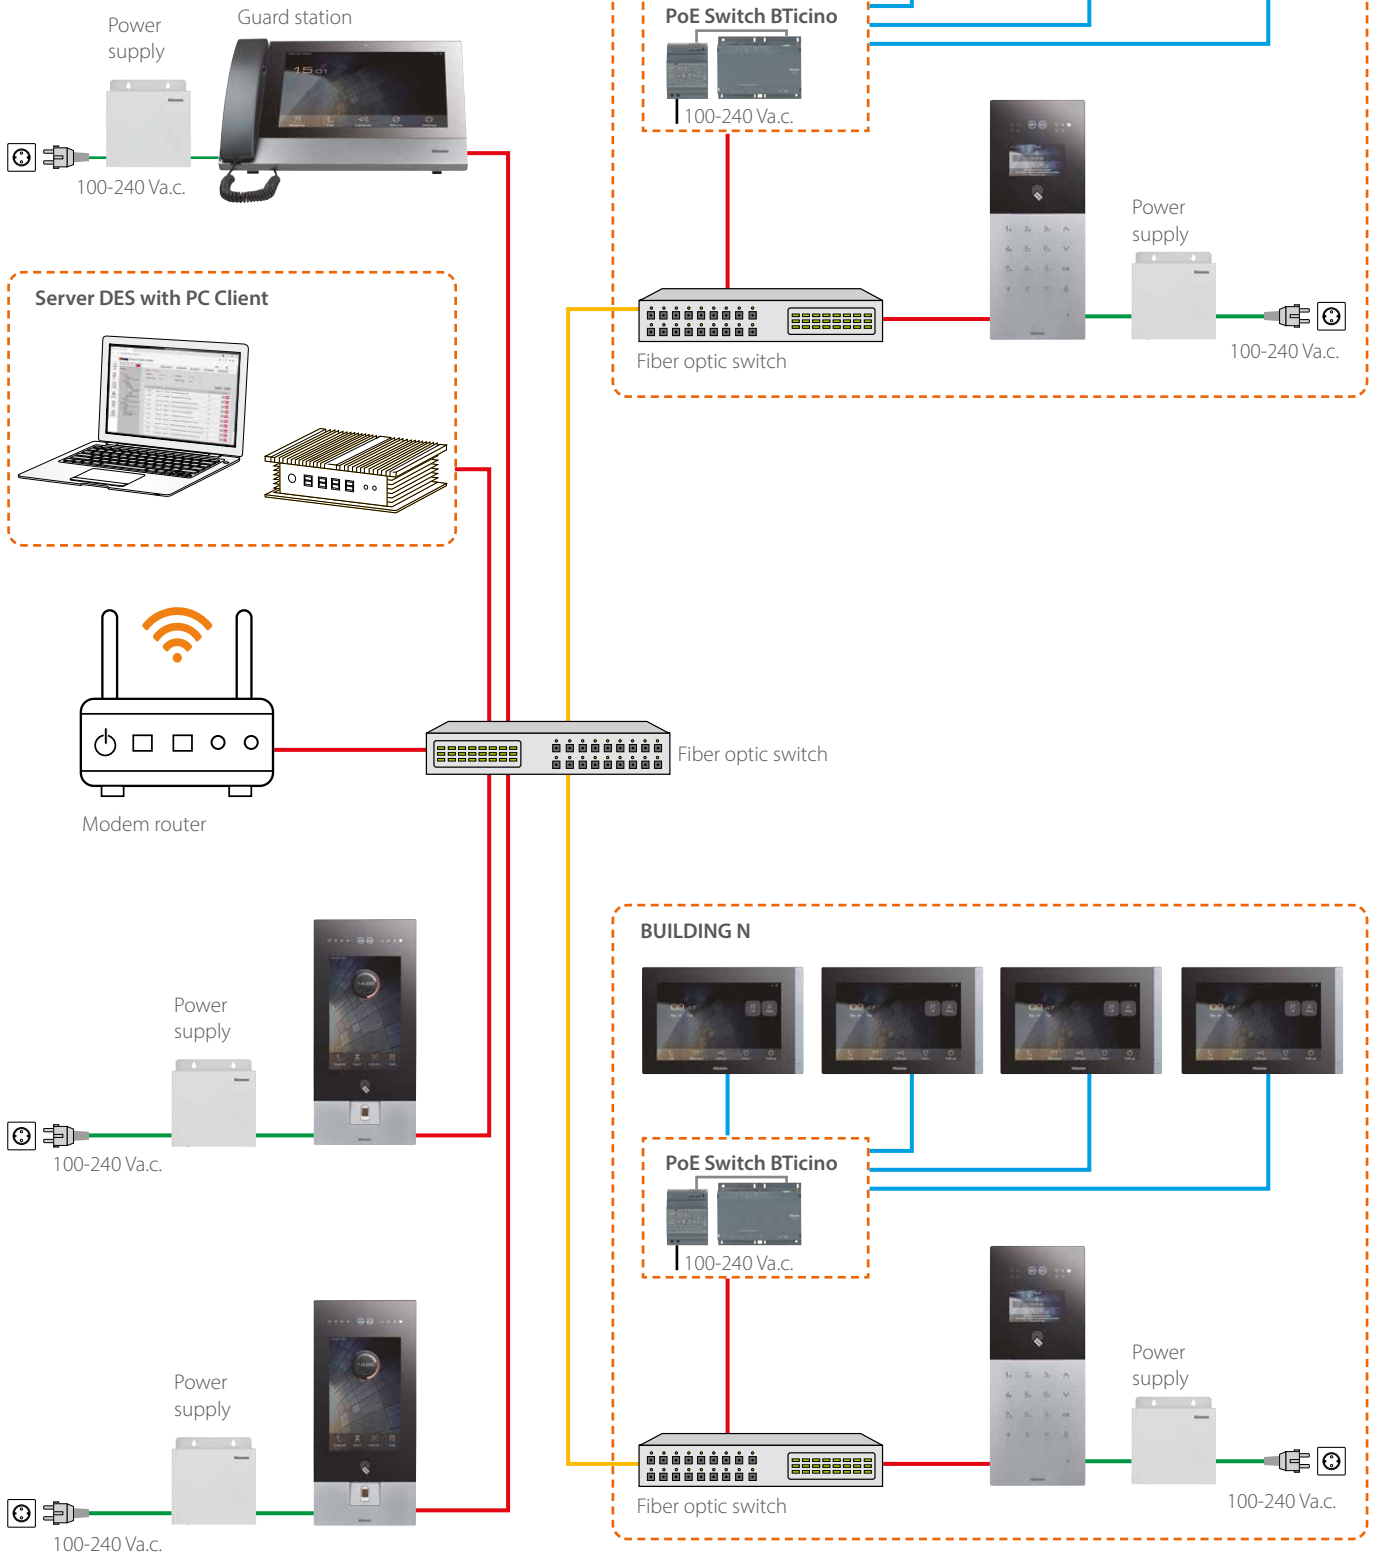 Power
supply
Guard station
15 01
100-240 Va.c.
PoE Switch BTicino
100-240 Va.c.
Power
supply
100-240 Va.c.
Fiber optic switch
Server DES with PC Client
Fiber optic switch
Modem router
Power
supply
100-240 Va.c.
Power
supply
100-240 Va.c.
BUILDING N
PoE Switch BTicino
100-240 Va.c.
Power
supply
100-240 Va.c.
Fiber optic switch